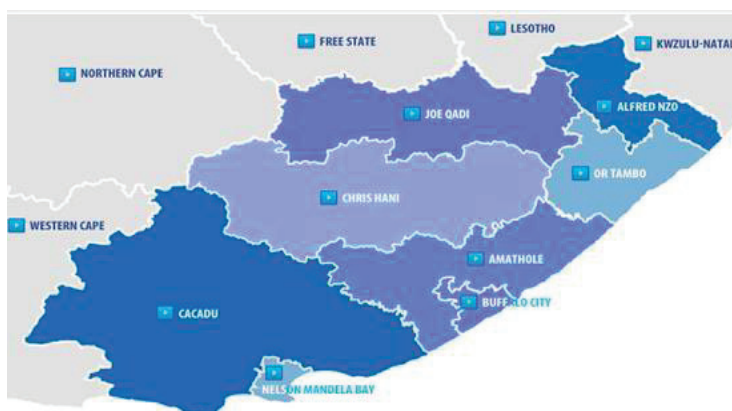 LESOTHO
FREE STATE
KWZULU-NATAL
NORTHERN CAPE
ALFRED NZO
JOE QADI
OR TAMBO
CHRIS HANI
WESTERN CAPE
AMATHOLE
BUFFALO CITY
CACADU
NELSON MANDELA BAY